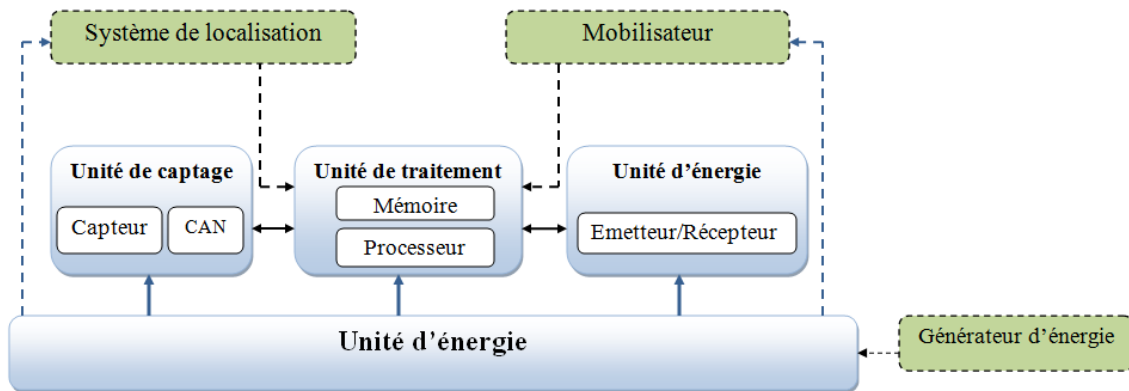 Système de localisation
Mobilisateur
Unité de captage
Capteur
CAN
Unité de traitement
Mémoire
Processeur
Unité d'énergie
Emetteur/Récepteur
Unité d'énergie
Générateur d'énergie